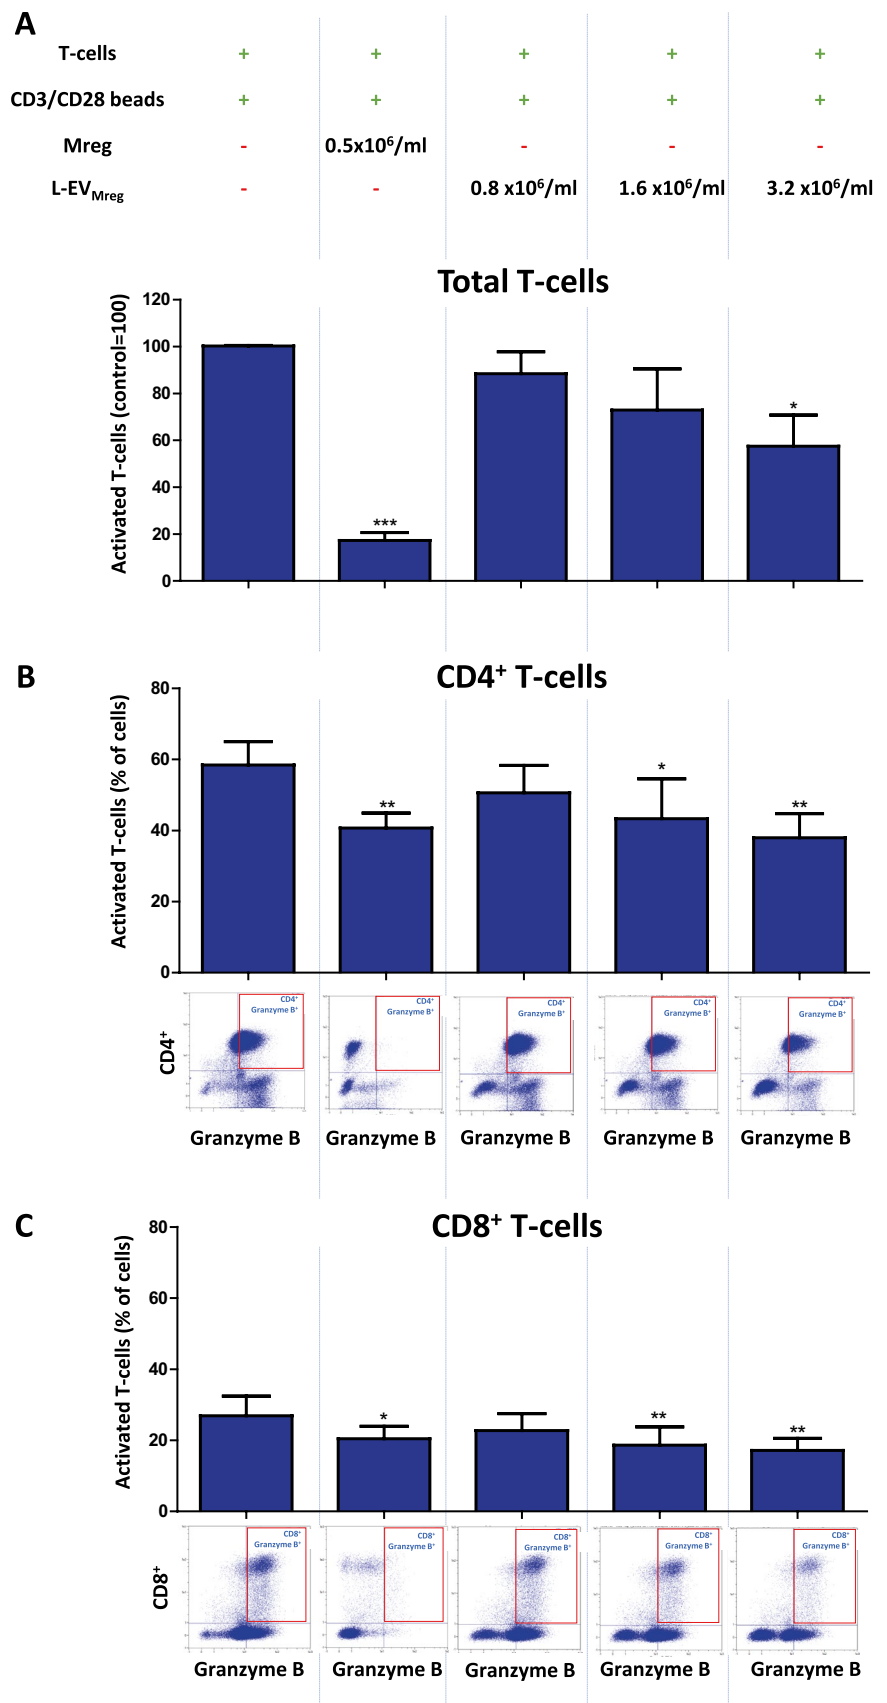 A
T-cells + + + + +
CD3/CD28 beads + + + + +
Mreg - 0.5x10⁶/ml - - -
L-EV_Mreg - - 0.8 x10⁶/ml 1.6 x10⁶/ml 3.2 x10⁶/ml
Total T-cells
Activated T-cells (control=100)
120
100
80
60
40
20
0
***
*
B
CD4⁺ T-cells
Activated T-cells (% of cells)
80
60
40
20
0
**
*
**
CD4⁺
CD4⁺ Granzyme B⁺
CD4⁺ Granzyme B⁺
CD4⁺ Granzyme B⁺
CD4⁺ Granzyme B⁺
CD4⁺ Granzyme B⁺
Granzyme B Granzyme B Granzyme B Granzyme B Granzyme B
C
CD8⁺ T-cells
Activated T-cells (% of cells)
80
60
40
20
0
*
**
**
CD8⁺
CD8⁺ Granzyme B⁺
CD8⁺ Granzyme B⁺
CD8⁺ Granzyme B⁺
CD8⁺ Granzyme B⁺
CD8⁺ Granzyme B⁺
Granzyme B Granzyme B Granzyme B Granzyme B Granzyme B